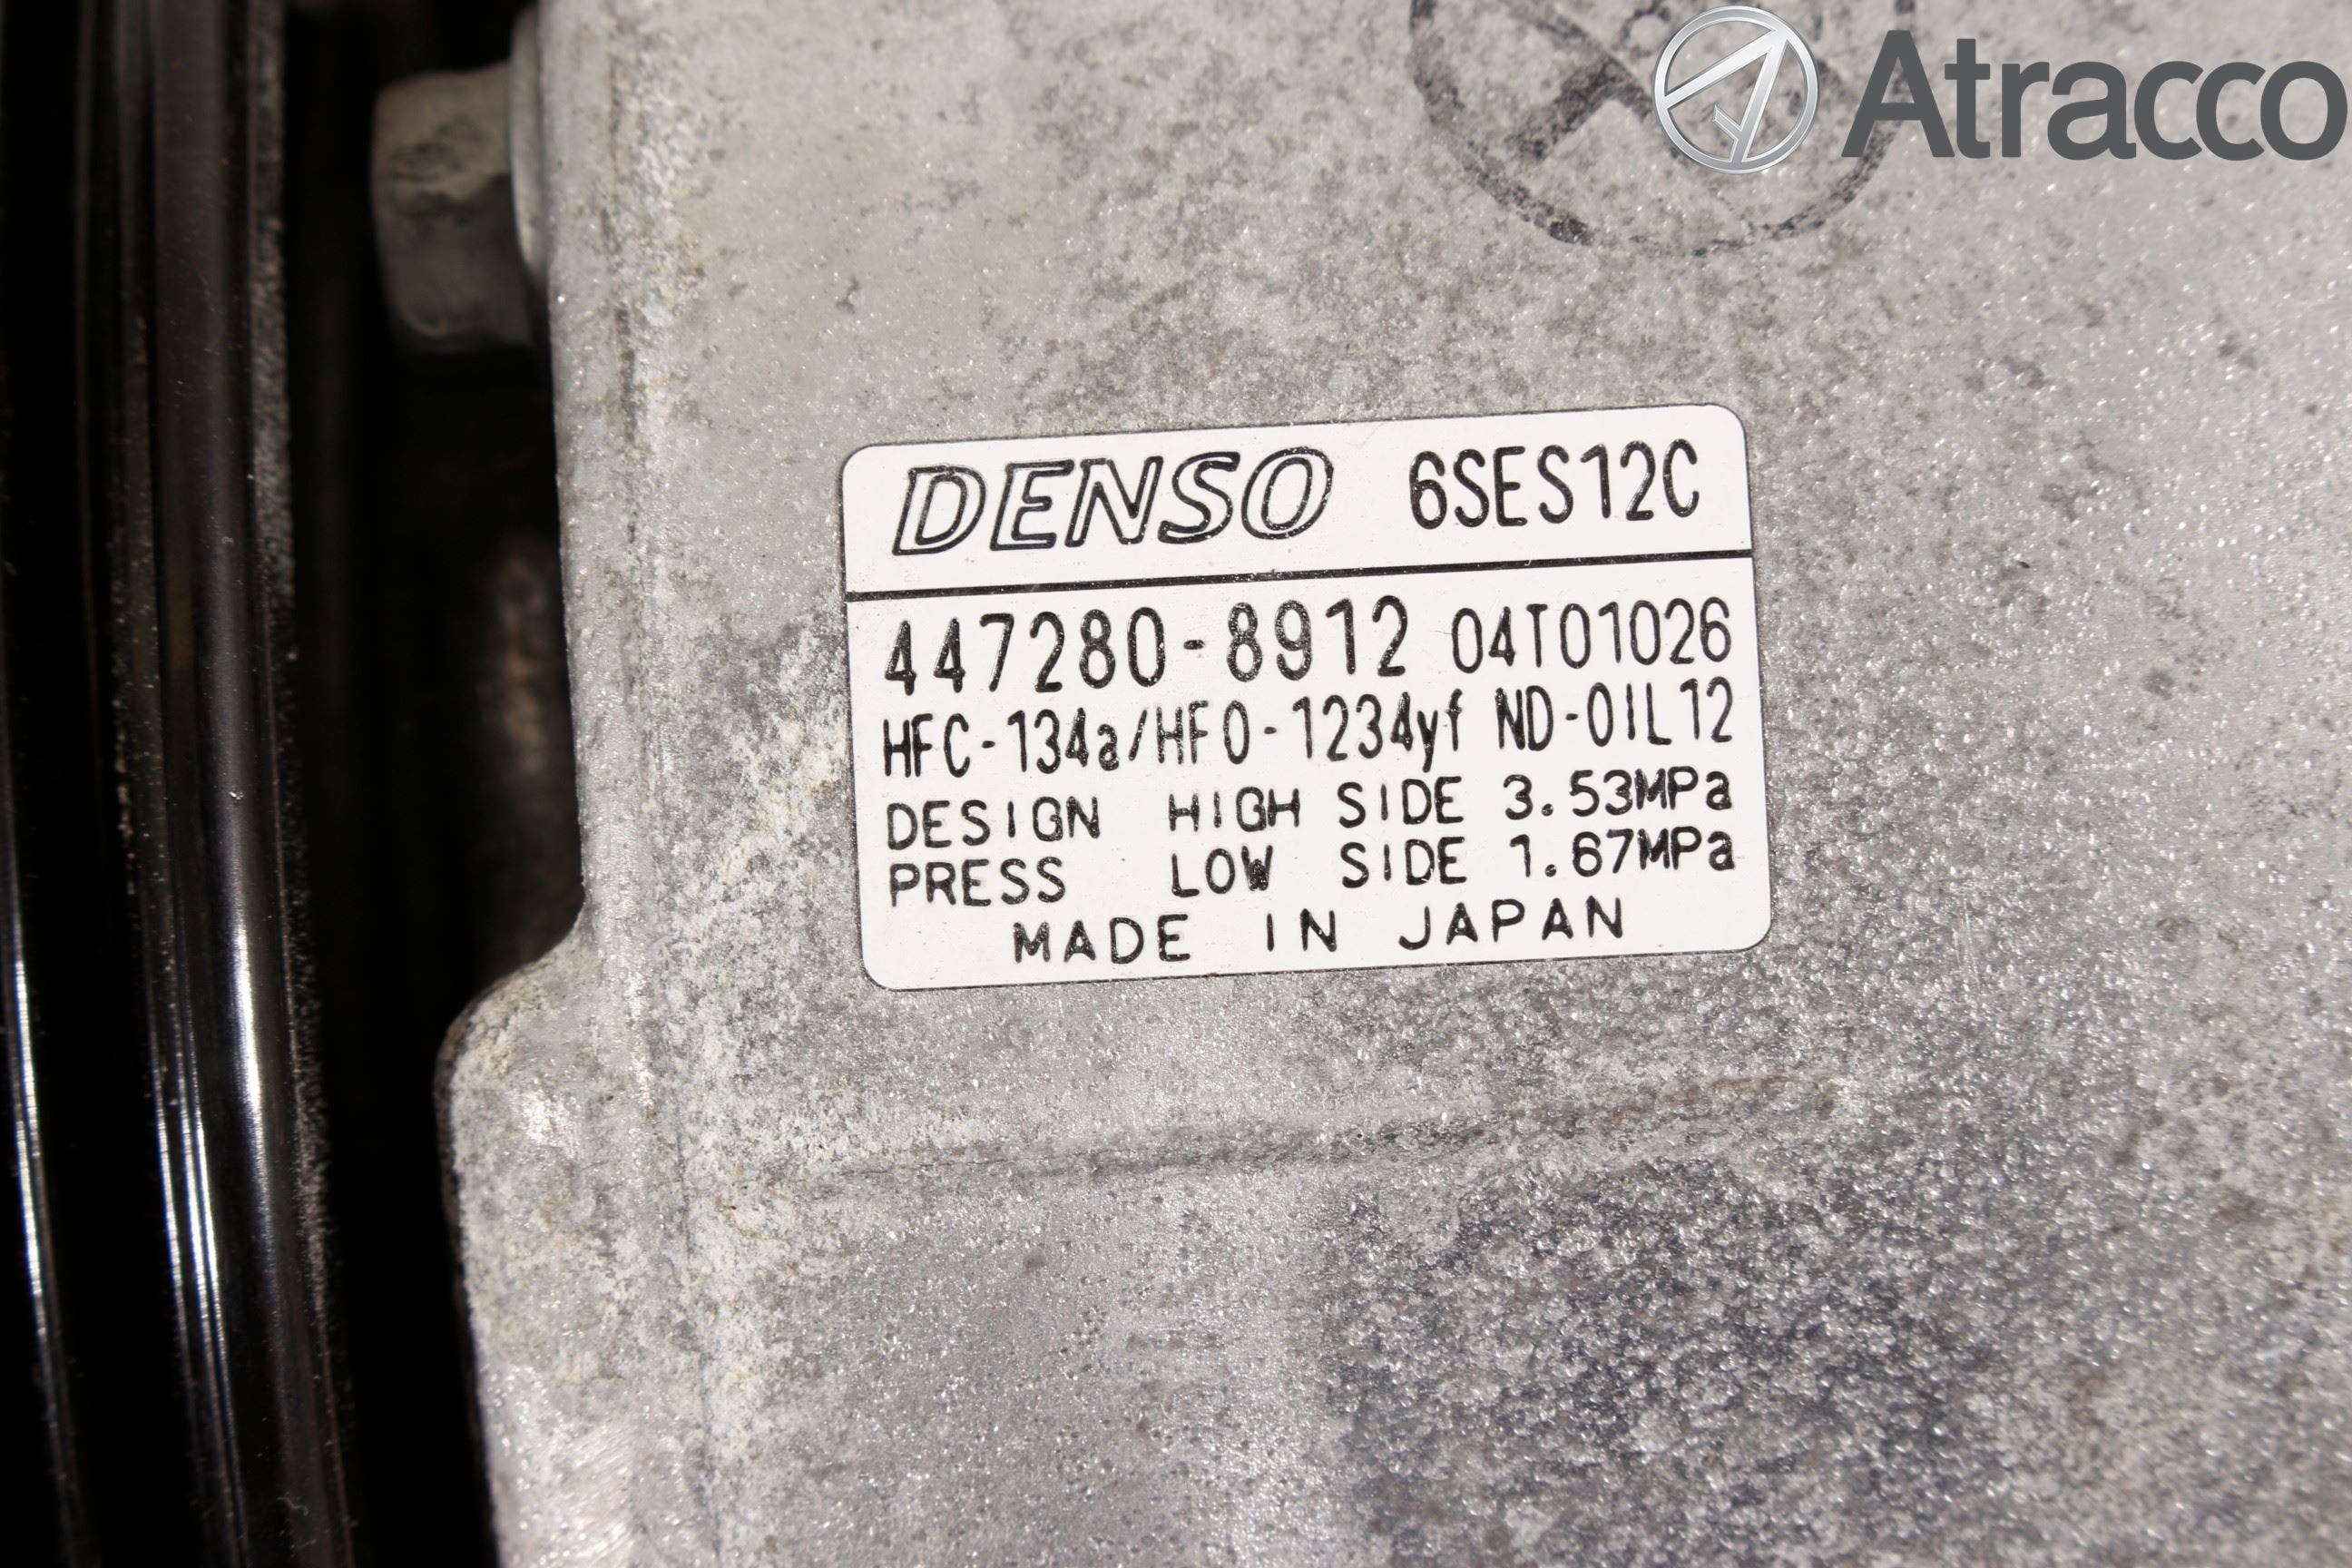 Atracco
DENSO 6SES12C
447280-8912 04T01026
HFC-134a/HFO-1234yf ND-OIL12
DESIGN HIGH SIDE 3.53MPa
PRESS LOW SIDE 1.67MPa
MADE IN JAPAN